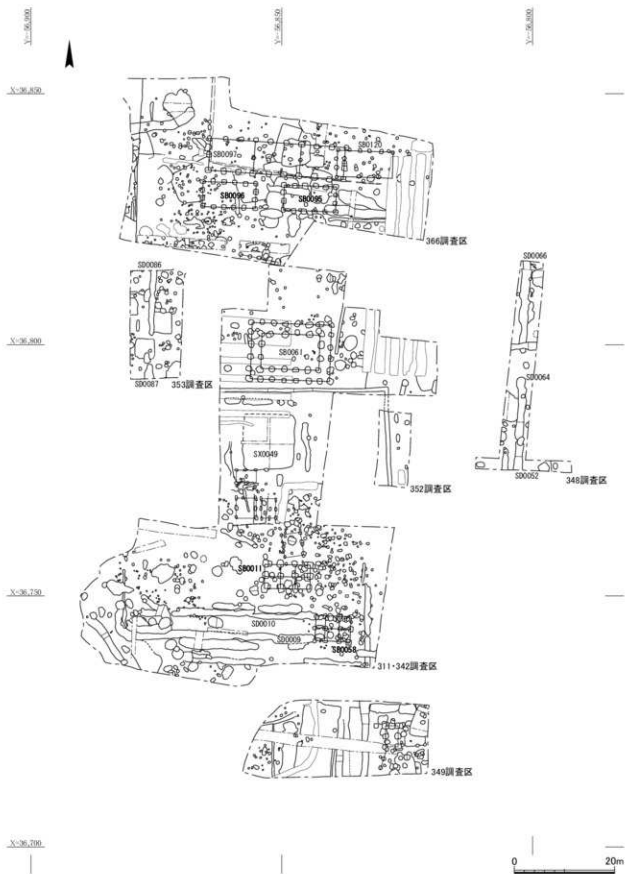 Y=-56,900
Y=-56,850
Y=-56,800
X=36,850
SB0120
SB0097
SB0096
SB0095
366調査区
SD0086
SD0066
X=36,800
SB0061
SD0087
353調査区
SD0064
SX0049
SD0052
348調査区
352調査区
SB0011
X=36,750
SD0010
SD0009
SB0058
311・342調査区
349調査区
X=36,700
0
20m